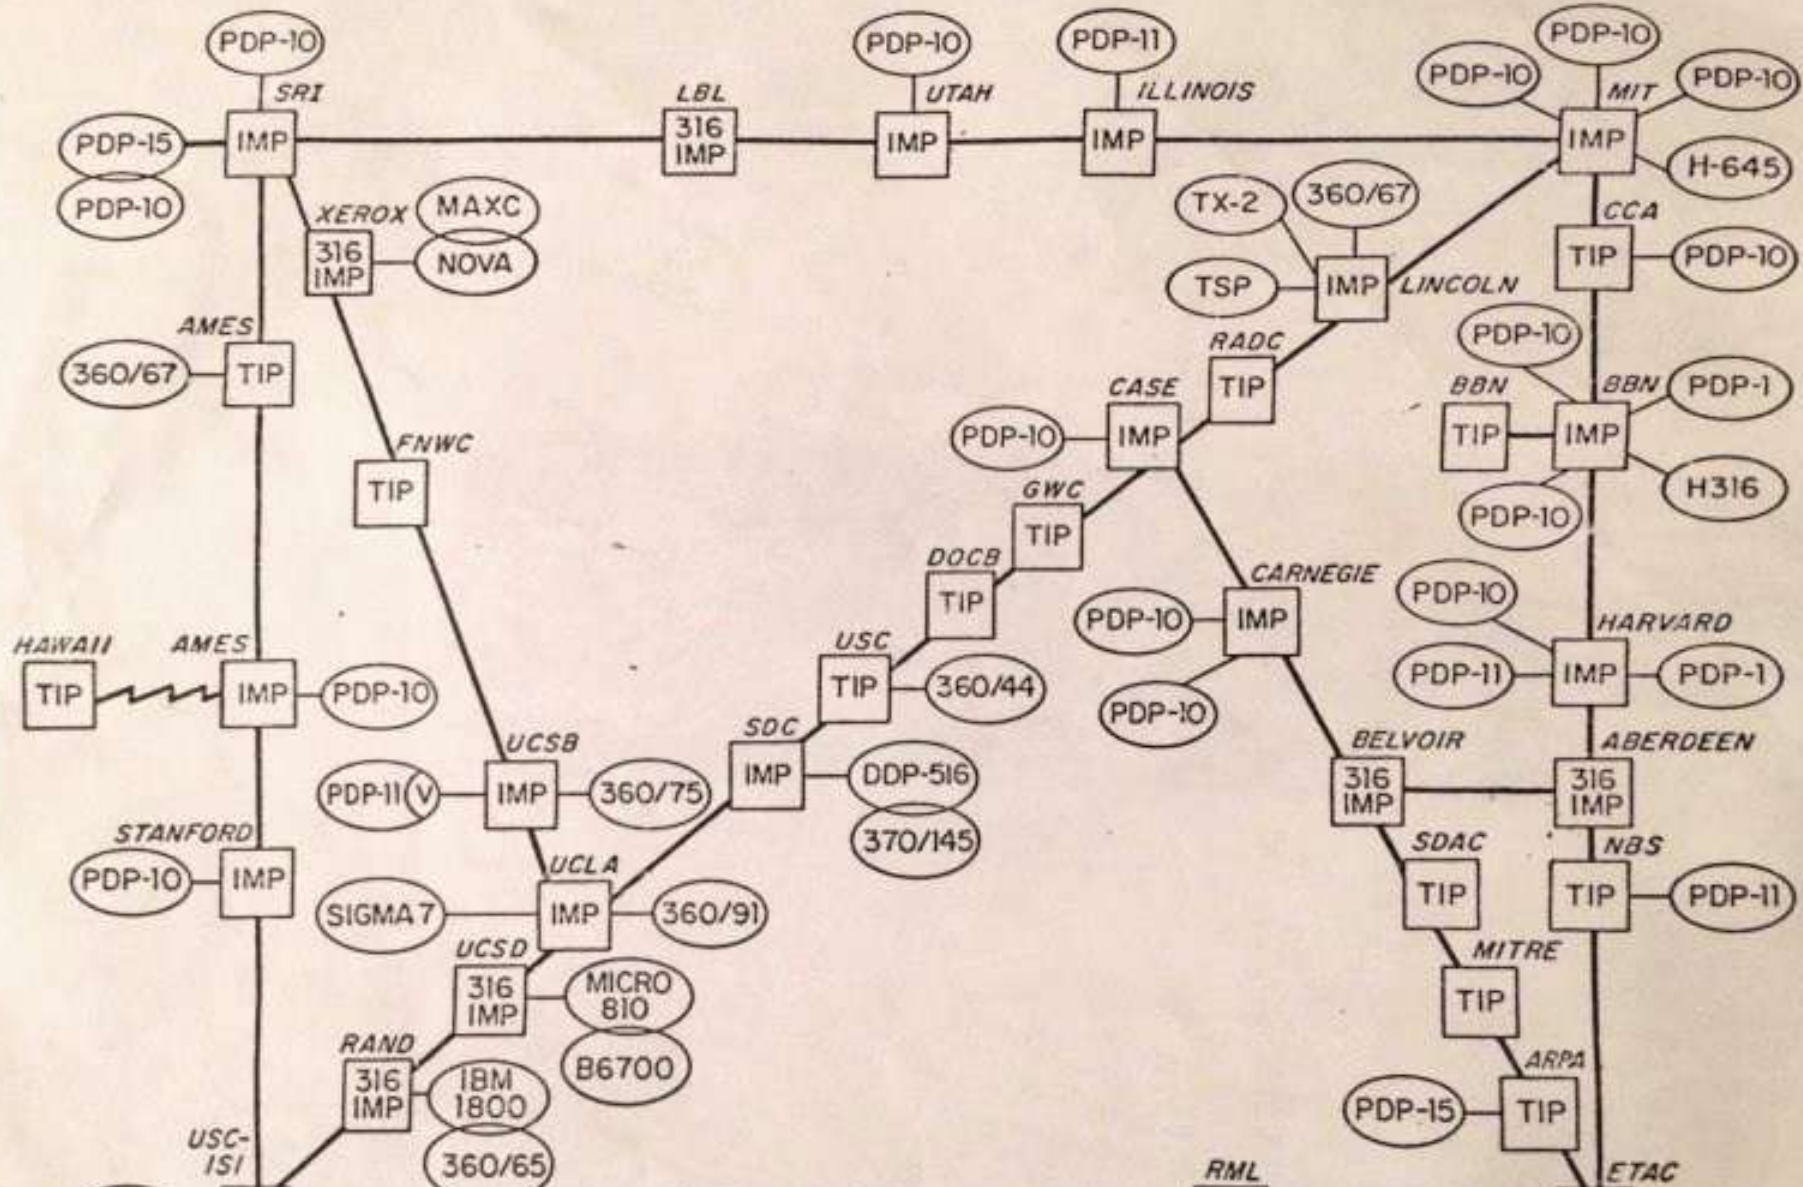 PDP-10
PDP-10
PDP-11
PDP-10
SRI
LBL
UTAH
ILLINOIS
PDP-10
MIT
PDP-10
PDP-15
IMP
316
IMP
IMP
IMP
IMP
PDP-10
H-645
XEROX
MAXC
TX-2
360/67
CCA
316
IMP
NOVA
TSP
IMP
LINCOLN
TIP
PDP-10
AMES
RADC
PDP-10
360/67
TIP
CASE
TIP
BBN
BBN
PDP-1
FNWC
PDP-10
IMP
TIP
IMP
TIP
GWC
PDP-10
H316
TIP
DOCB
CARNEGIE
PDP-10
TIP
PDP-10
IMP
HARVARD
HAWAII
AMES
USC
PDP-11
IMP
PDP-1
TIP
IMP
PDP-10
TIP
360/44
PDP-10
UCSB
SDC
BELVOIR
ABERDEEN
PDP-11 V
IMP
360/75
IMP
DDP-516
316
IMP
316
IMP
STANFORD
UCLA
370/145
SDAC
NBS
PDP-10
IMP
TIP
TIP
PDP-11
SIGMA 7
IMP
360/91
UCSD
MITRE
316
IMP
MICRO
810
TIP
RAND
B6700
ARPA
316
IMP
IBM
1800
PDP-15
TIP
USC-
ISI
360/65
RML
ETAC